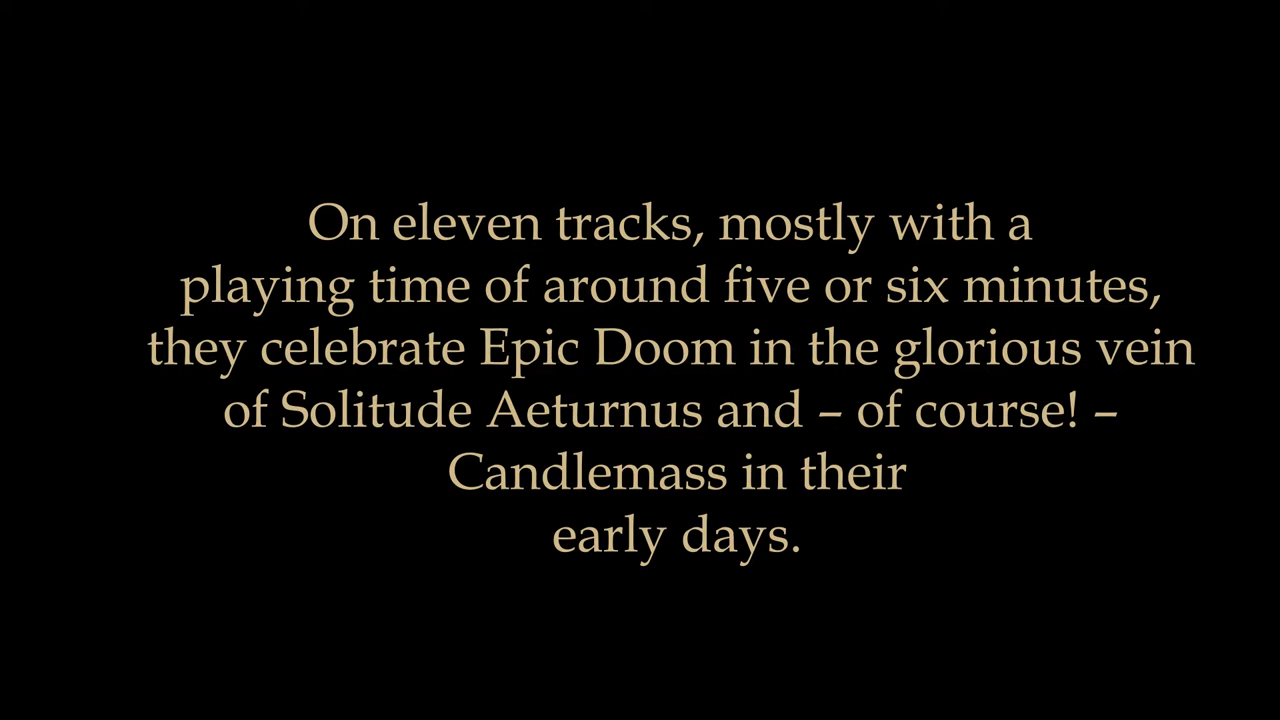 On eleven tracks, mostly with a
playing time of around five or six minutes,
they celebrate Epic Doom in the glorious vein
of Solitude Aeturnus and – of course! –
Candlemass in their
early days.